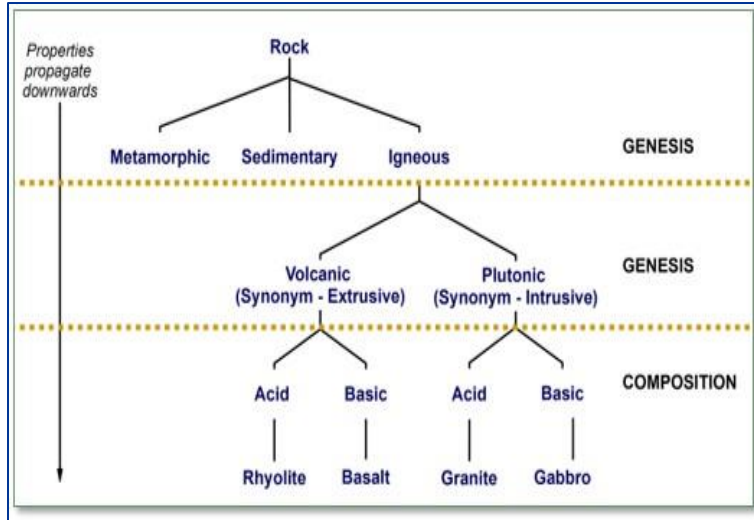 Properties
propagate
downwards
Rock
Metamorphic
Sedimentary
Igneous
GENESIS
Volcanic
(Synonym - Extrusive)
Plutonic
(Synonym - Intrusive)
GENESIS
Acid
Basic
Acid
Basic
COMPOSITION
Rhyolite
Basalt
Granite
Gabbro